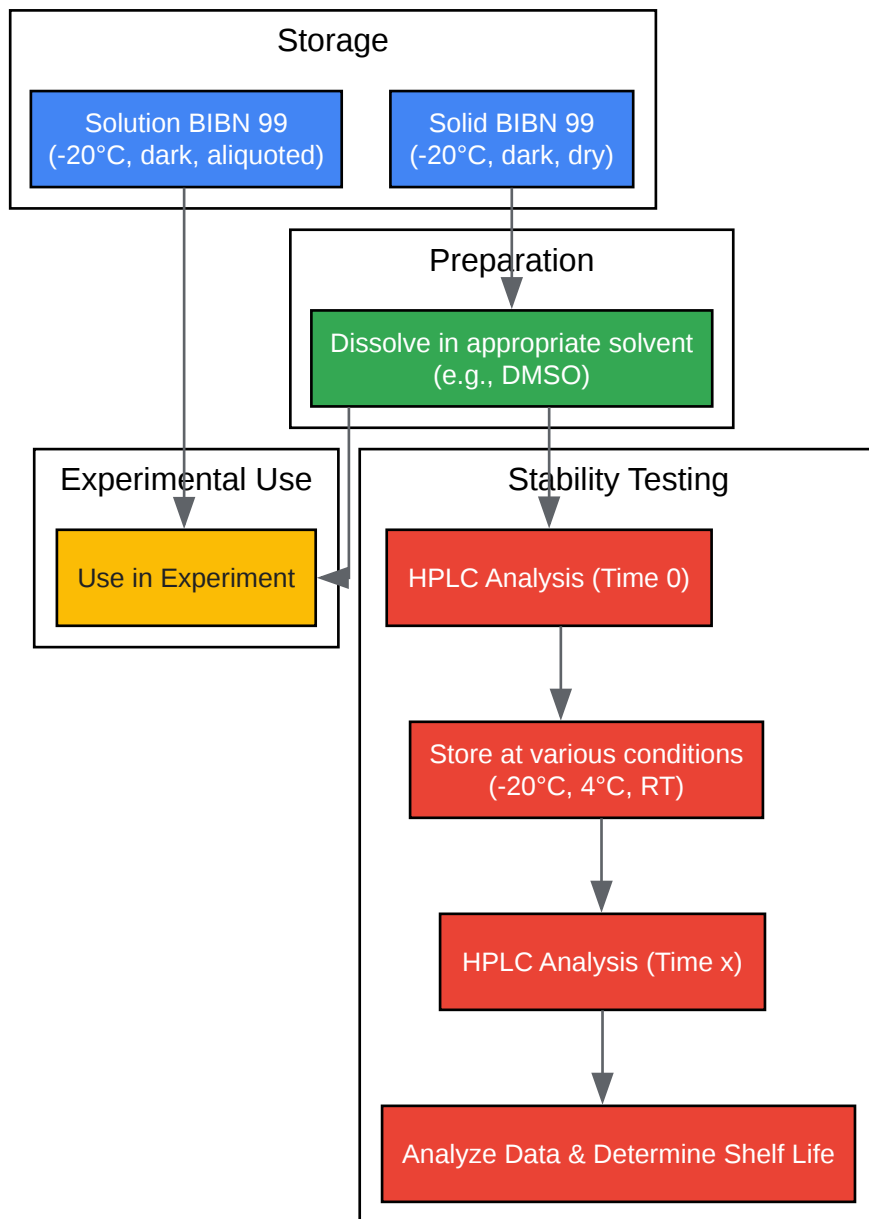 Storage
Solution BIBN 99
(-20°C, dark, aliquoted)
Solid BIBN 99
(-20°C, dark, dry)
Preparation
Dissolve in appropriate solvent
(e.g., DMSO)
Experimental Use
Use in Experiment
Stability Testing
HPLC Analysis (Time 0)
Store at various conditions
(-20°C, 4°C, RT)
HPLC Analysis (Time x)
Analyze Data & Determine Shelf Life